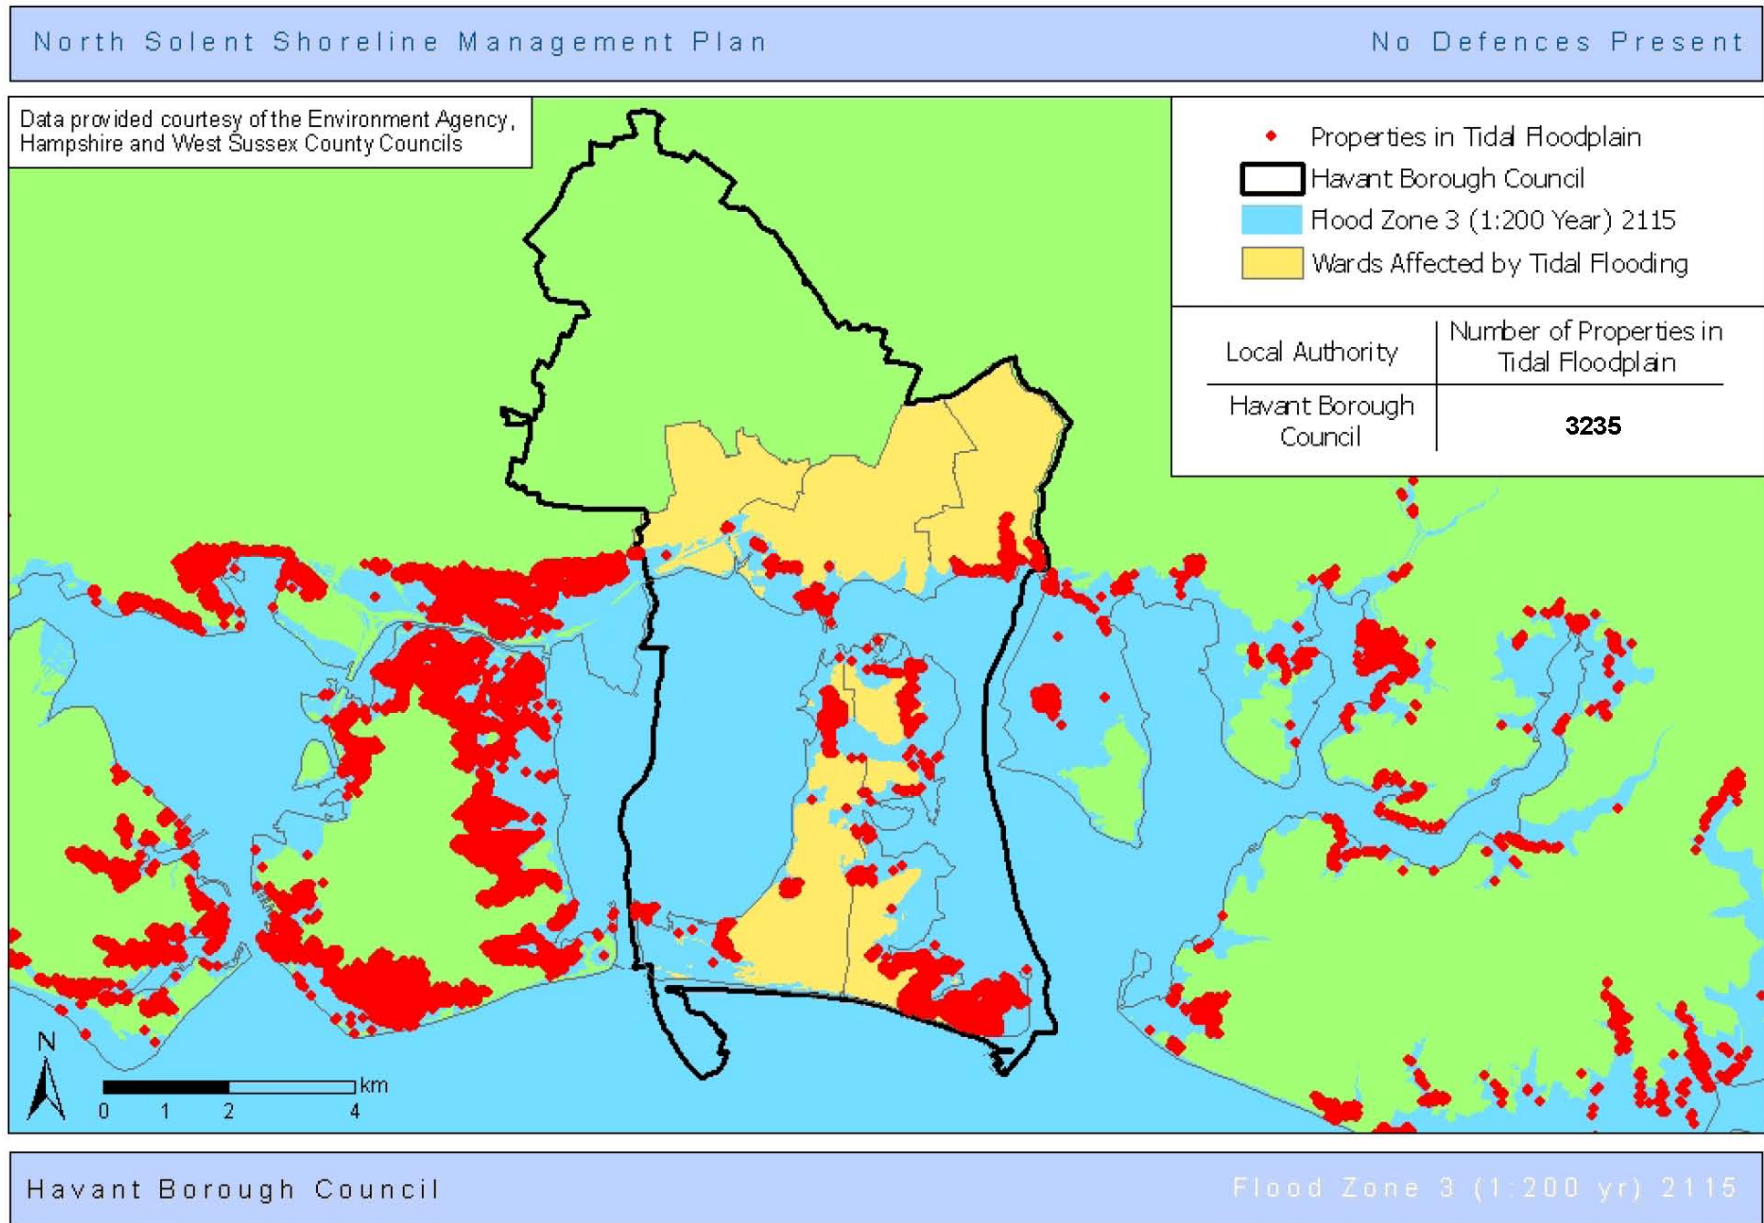 North Solent Shoreline Management Plan
No Defences Present
Data provided courtesy of the Environment Agency,
Hampshire and West Sussex County Councils
Properties in Tidal Floodplain
Havant Borough Council
Flood Zone 3 (1:200 Year) 2115
Wards Affected by Tidal Flooding
Local Authority
Number of Properties in
Tidal Floodplain
Havant Borough
Council
3235
N
km
0 1 2 4
Havant Borough Council
Flood Zone 3 (1:200 yr) 2115